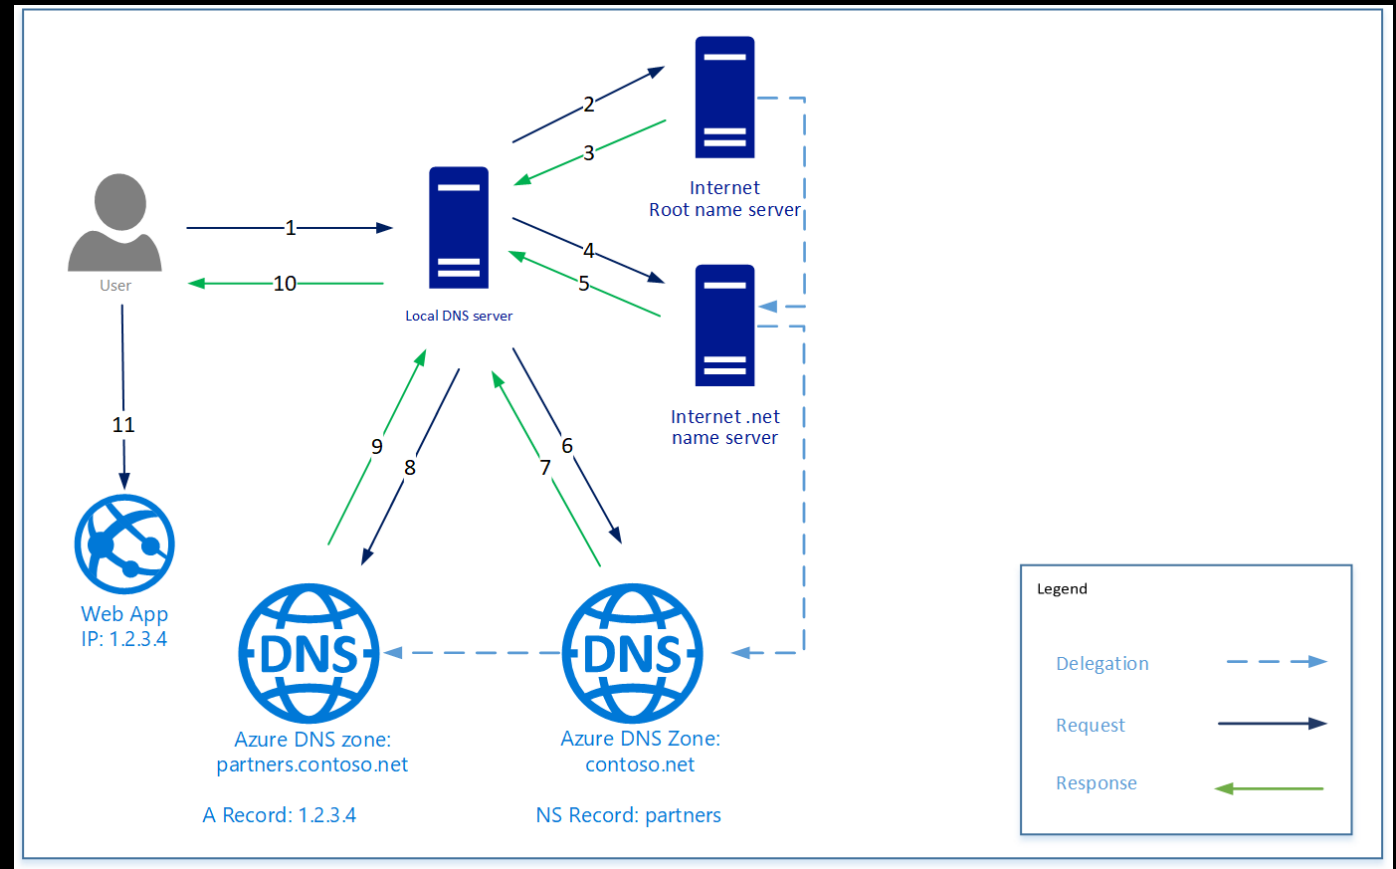 2
3
Internet
Root name server
1
4
5
10
User
Local DNS server
Internet .net
name server
11
9
8
6
7
Web App
IP: 1.2.3.4
DNS
DNS
Azure DNS zone:
partners.contoso.net
Azure DNS Zone:
contoso.net
A Record: 1.2.3.4
NS Record: partners
Legend
Delegation
Request
Response